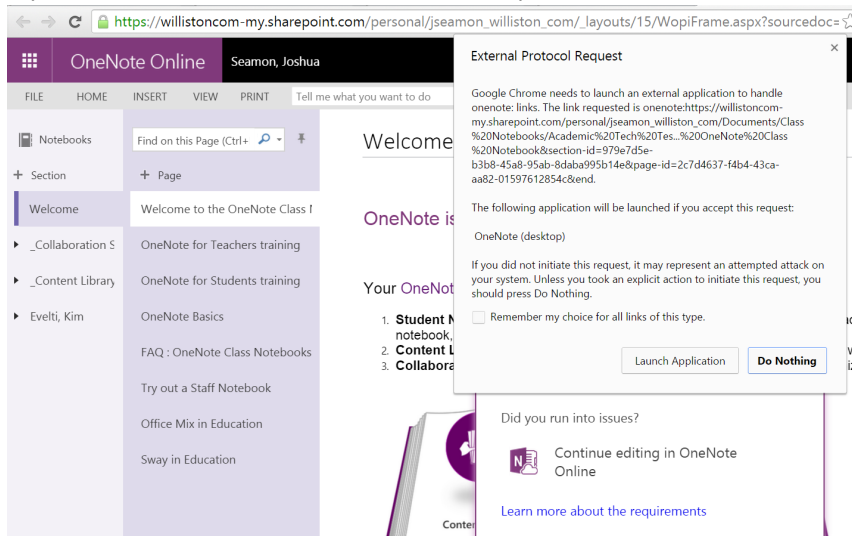 https://willistoncom-my.sharepoint.com/personal/jseamon_williston_com/_layouts/15/WopiFrame.aspx?sourcedoc=
OneNote Online
Seamon, Joshua
FILE HOME INSERT VIEW PRINT Tell me what you want to do
Notebooks
+ Section
Welcome
_Collaboration S
_Content Library
Evelti, Kim
Find on this Page (Ctrl+
+ Page
Welcome to the OneNote Class
OneNote for Teachers training
OneNote for Students training
OneNote Basics
FAQ : OneNote Class Notebooks
Try out a Staff Notebook
Office Mix in Education
Sway in Education
Welcome
OneNote is
Your OneNot
1. Student N
notebook,
2. Content L
3. Collabora
Conter
External Protocol Request
Google Chrome needs to launch an external application to handle
onenote: links. The link requested is onenote:https://willistoncom-
my.sharepoint.com/personal/jseamon_williston_com/Documents/Class
%20Notebooks/Academic%20Tech%20Tes...%20OneNote%20Class
%20Notebook&section-id=979e7d5e-
b3b8-45a8-95ab-8daba995b14e&page-id=2c7d4637-f4b4-43ca-
aa82-01597612854c&end.
The following application will be launched if you accept this request:
OneNote (desktop)
If you did not initiate this request, it may represent an attempted attack on
your system. Unless you took an explicit action to initiate this request, you
should press Do Nothing.
Remember my choice for all links of this type.
Launch Application Do Nothing
Did you run into issues?
Continue editing in OneNote
Online
Learn more about the requirements